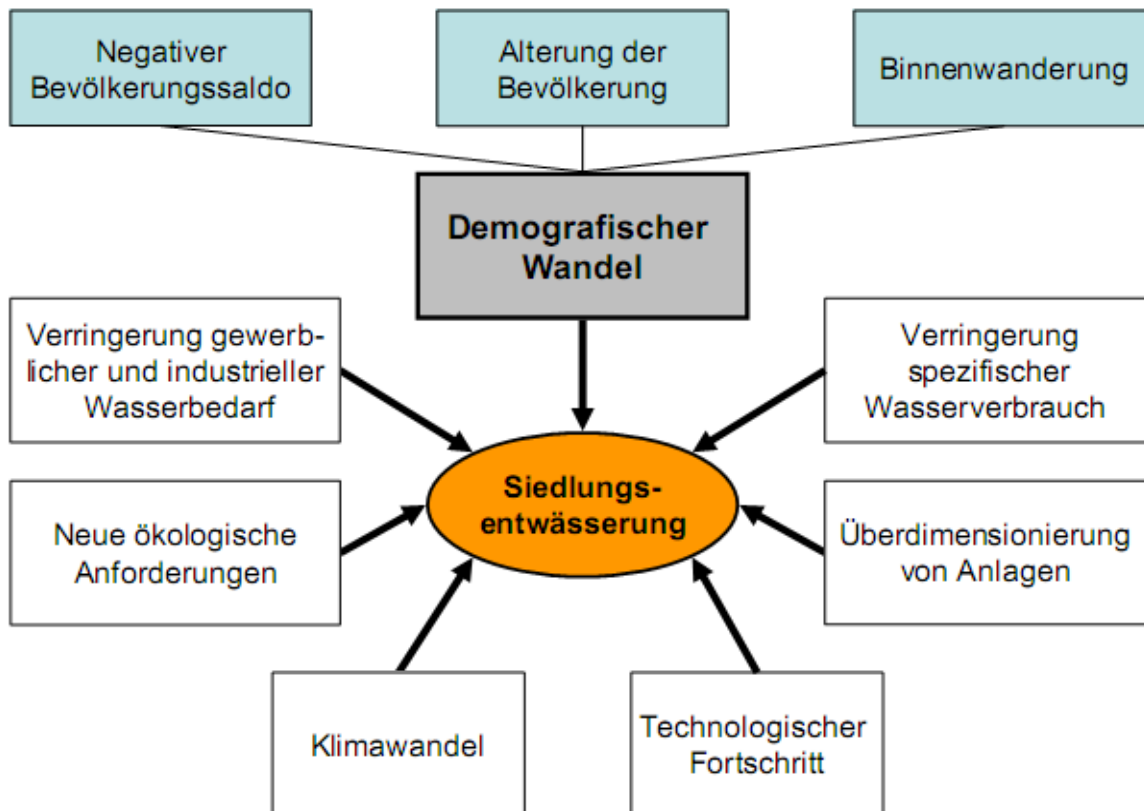 Negativer
Bevölkerungssaldo
Alterung der
Bevölkerung
Binnenwanderung
Demografischer
Wandel
Verringerung gewerb-
licher und industrieller
Wasserbedarf
Verringerung
spezifischer
Wasserverbrauch
Siedlungs-
entwässerung
Neue ökologische
Anforderungen
Überdimensionierung
von Anlagen
Klimawandel
Technologischer
Fortschritt